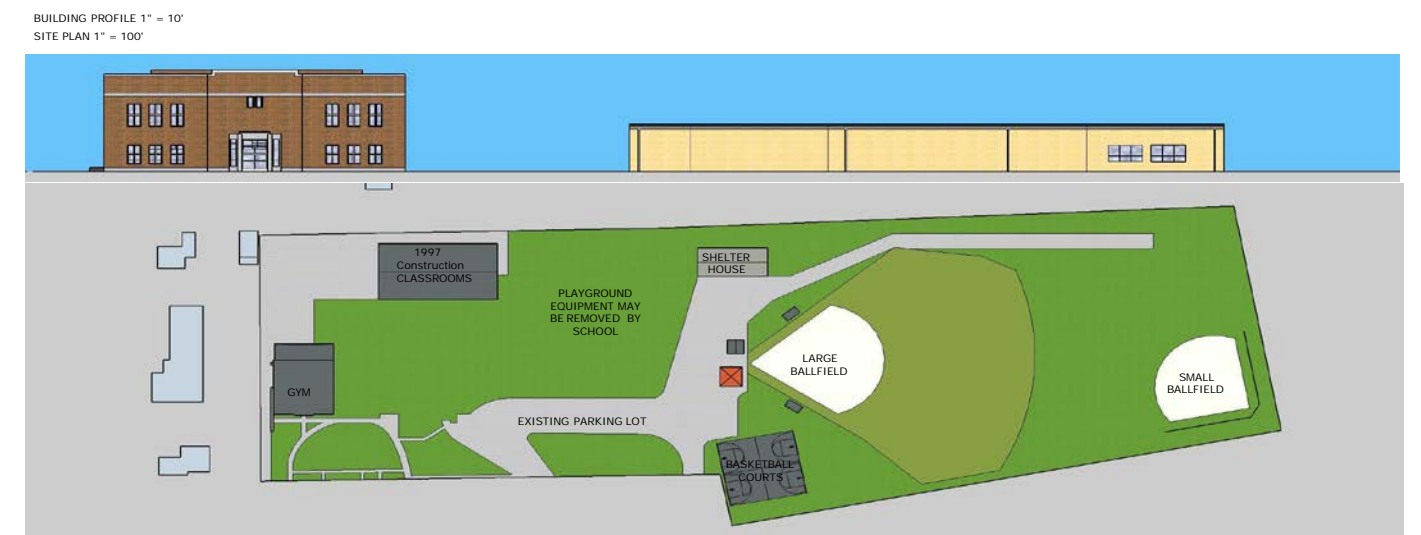 BUILDING PROFILE 1" = 10'
SITE PLAN 1" = 100'
1997
Construction
CLASSROOMS
SHELTER
HOUSE
PLAYGROUND
EQUIPMENT MAY
BE REMOVED BY
SCHOOL
LARGE
BALLFIELD
SMALL
BALLFIELD
GYM
EXISTING PARKING LOT
BASKETBALL
COURTS